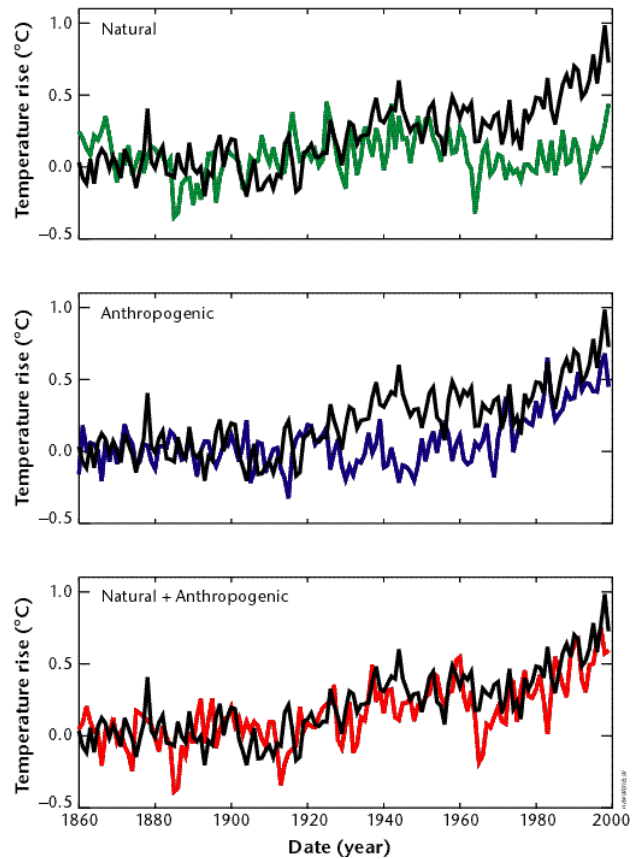 Temperature rise (°C)
1.0
0.5
0.0
−0.5
Natural
Temperature rise (°C)
1.0
0.5
0.0
−0.5
Anthropogenic
Temperature rise (°C)
1.0
0.5
0.0
−0.5
Natural + Anthropogenic
1860 1880 1900 1920 1940 1960 1980 2000
Date (year)